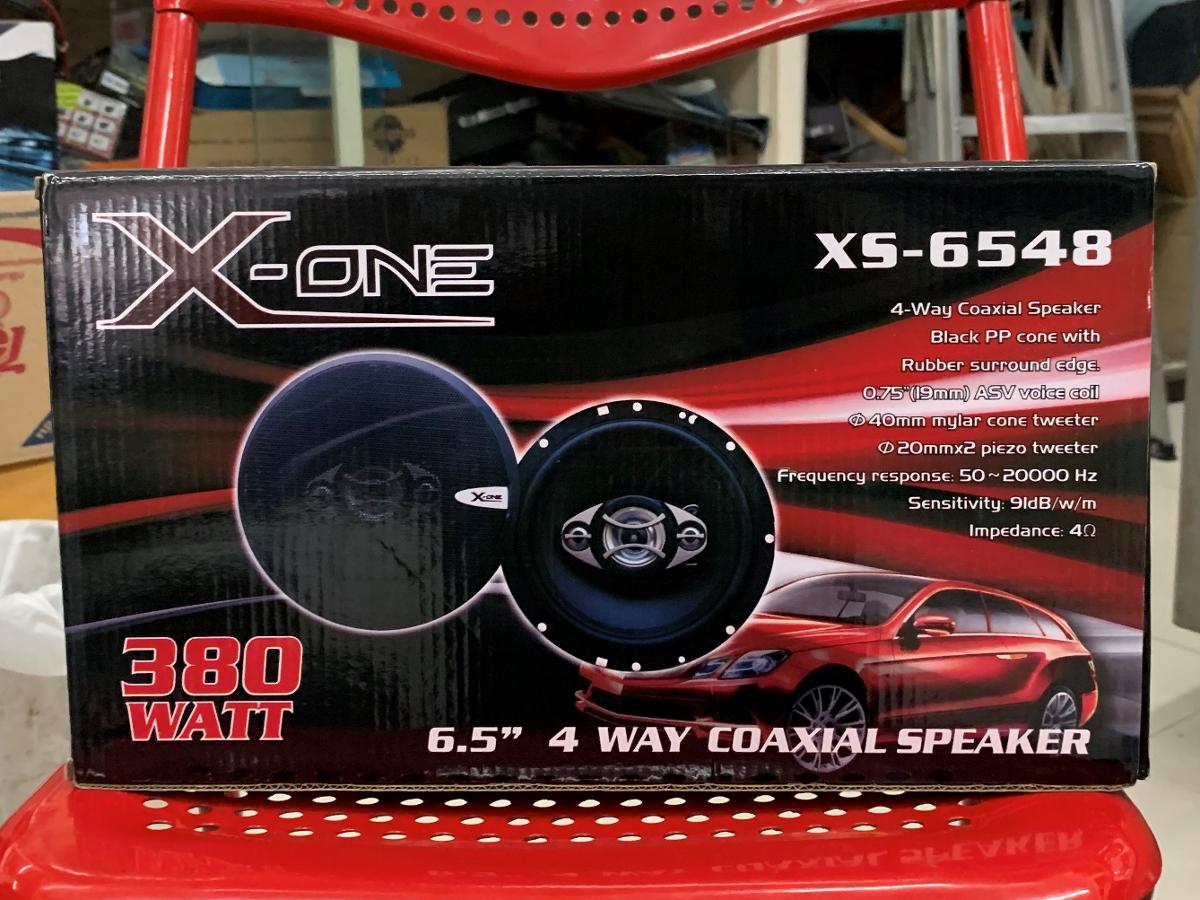 X-ONE
XS-6548
4-Way Coaxial Speaker
Black PP cone with
Rubber surround edge.
0.75"(19mm) ASV voice coil
Φ40mm mylar cone tweeter
Φ20mmx2 piezo tweeter
Frequency response: 50~20000 Hz
Sensitivity: 91dB/w/m
Impedance: 4Ω
X-ONE
380
WATT
6.5” 4 WAY COAXIAL SPEAKER